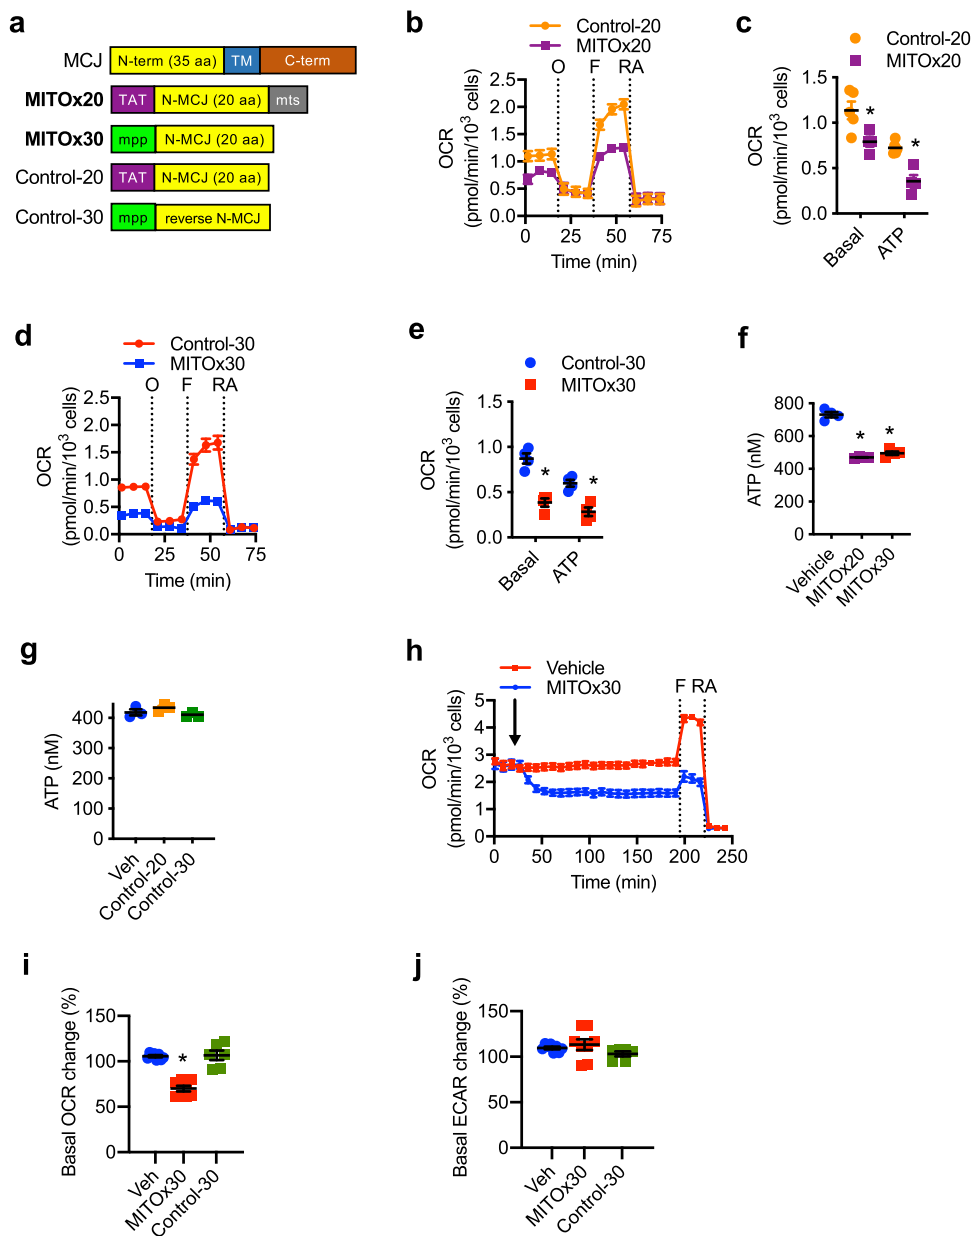 a
MCJ
N-term (35 aa) TM C-term
MITOx20
TAT N-MCJ (20 aa) mts
MITOx30
mpp N-MCJ (20 aa)
Control-20
TAT N-MCJ (20 aa)
Control-30
mpp reverse N-MCJ
b
Control-20
MITOx20
O F RA
2.5
2.0
1.5
1.0
0.5
0.0
OCR
(pmol/min/10³ cells)
0 25 50 75
Time (min)
c
Control-20
MITOx20
1.5
1.0
0.5
0.0
OCR
(pmol/min/10³ cells)
* *
Basal ATP
d
Control-30
MITOx30
O F RA
2.5
2.0
1.5
1.0
0.5
0.0
OCR
(pmol/min/10³ cells)
0 25 50 75
Time (min)
e
Control-30
MITOx30
1.5
1.0
0.5
0.0
OCR
(pmol/min/10³ cells)
* *
Basal ATP
f
800
600
400
200
0
ATP (nM)
* *
Vehicle MITOx20 MITOx30
g
400
300
200
100
0
ATP (nM)
Veh Control-20 Control-30
h
Vehicle
MITOx30
F RA
5
4
3
2
1
0
OCR
(pmol/min/10³ cells)
0 50 100 150 200 250
Time (min)
i
150
100
50
0
Basal OCR change (%)
*
Veh MITOx30 Control-30
j
150
100
50
0
Basal ECAR change (%)
Veh MITOx30 Control-30